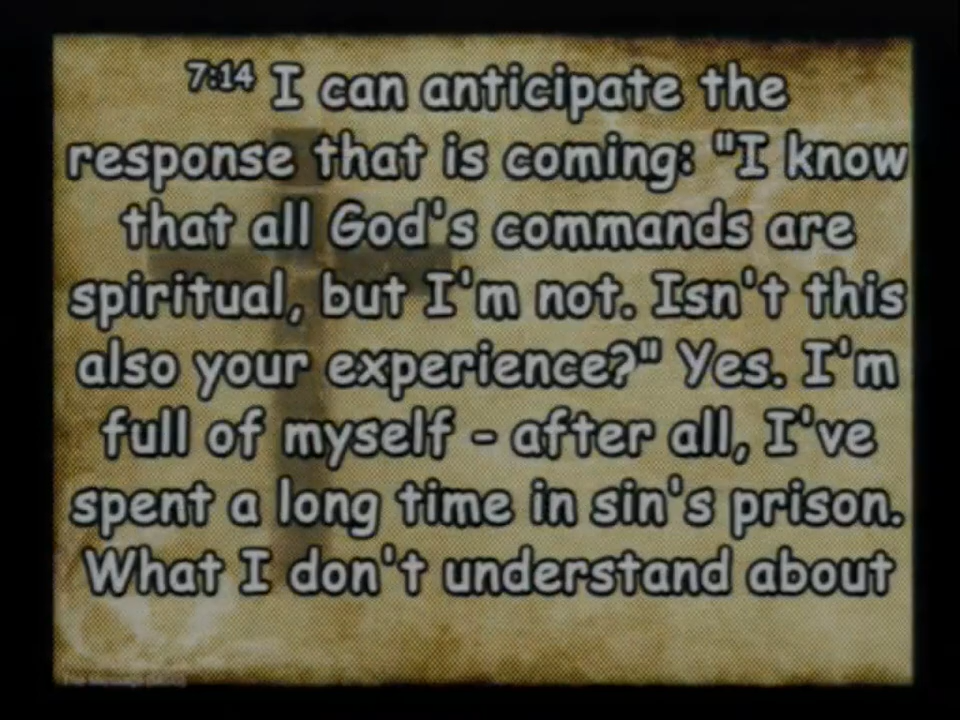 7:14 I can anticipate the
response that is coming: "I know
that all God's commands are
spiritual, but I'm not. Isn't this
also your experience?" Yes. I'm
full of myself - after all, I've
spent a long time in sin's prison.
What I don't understand about